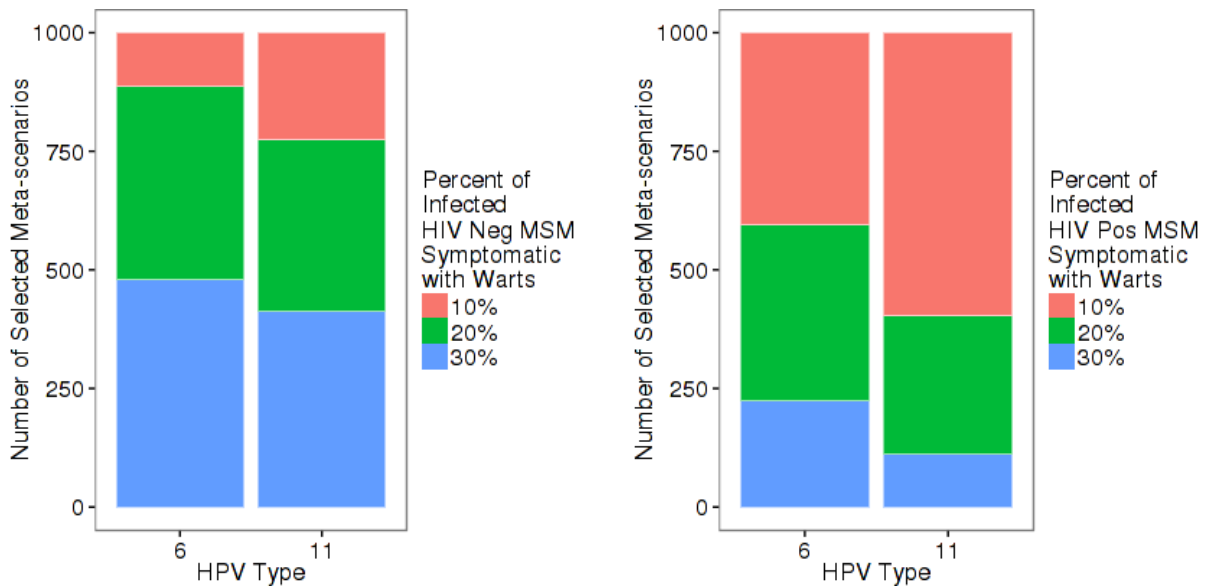 Number of Selected Meta-scenarios
1000
750
500
250
0
6
11
HPV Type
Percent of
Infected
HIV Neg MSM
Symptomatic
with Warts
10%
20%
30%
Number of Selected Meta-scenarios
1000
750
500
250
0
6
11
HPV Type
Percent of
Infected
HIV Pos MSM
Symptomatic
with Warts
10%
20%
30%